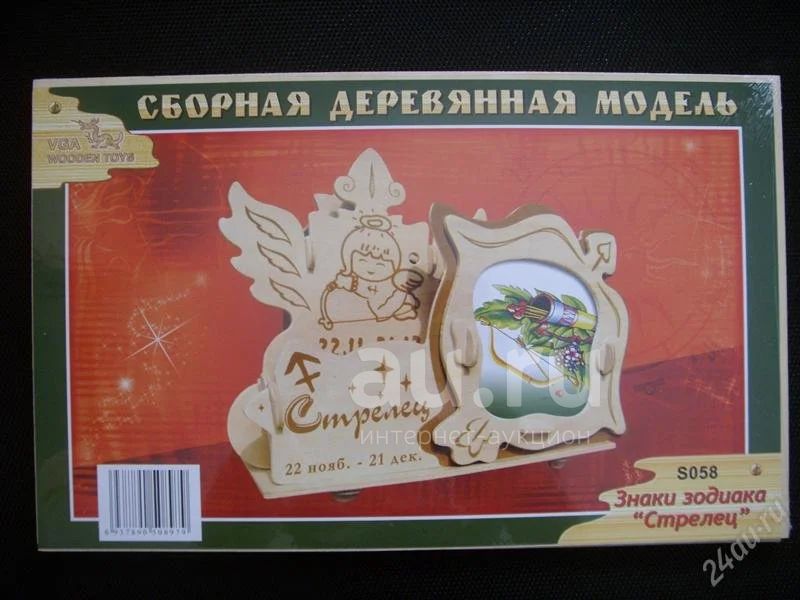 СБОРНАЯ ДЕРЕВЯННАЯ МОДЕЛЬ
VGA
WOODEN TOYS
au.ru
интернет-аукцион
Стрелец
22 нояб. - 21 дек.
S058
Знаки зодиака
"Стрелец"
24au.ru